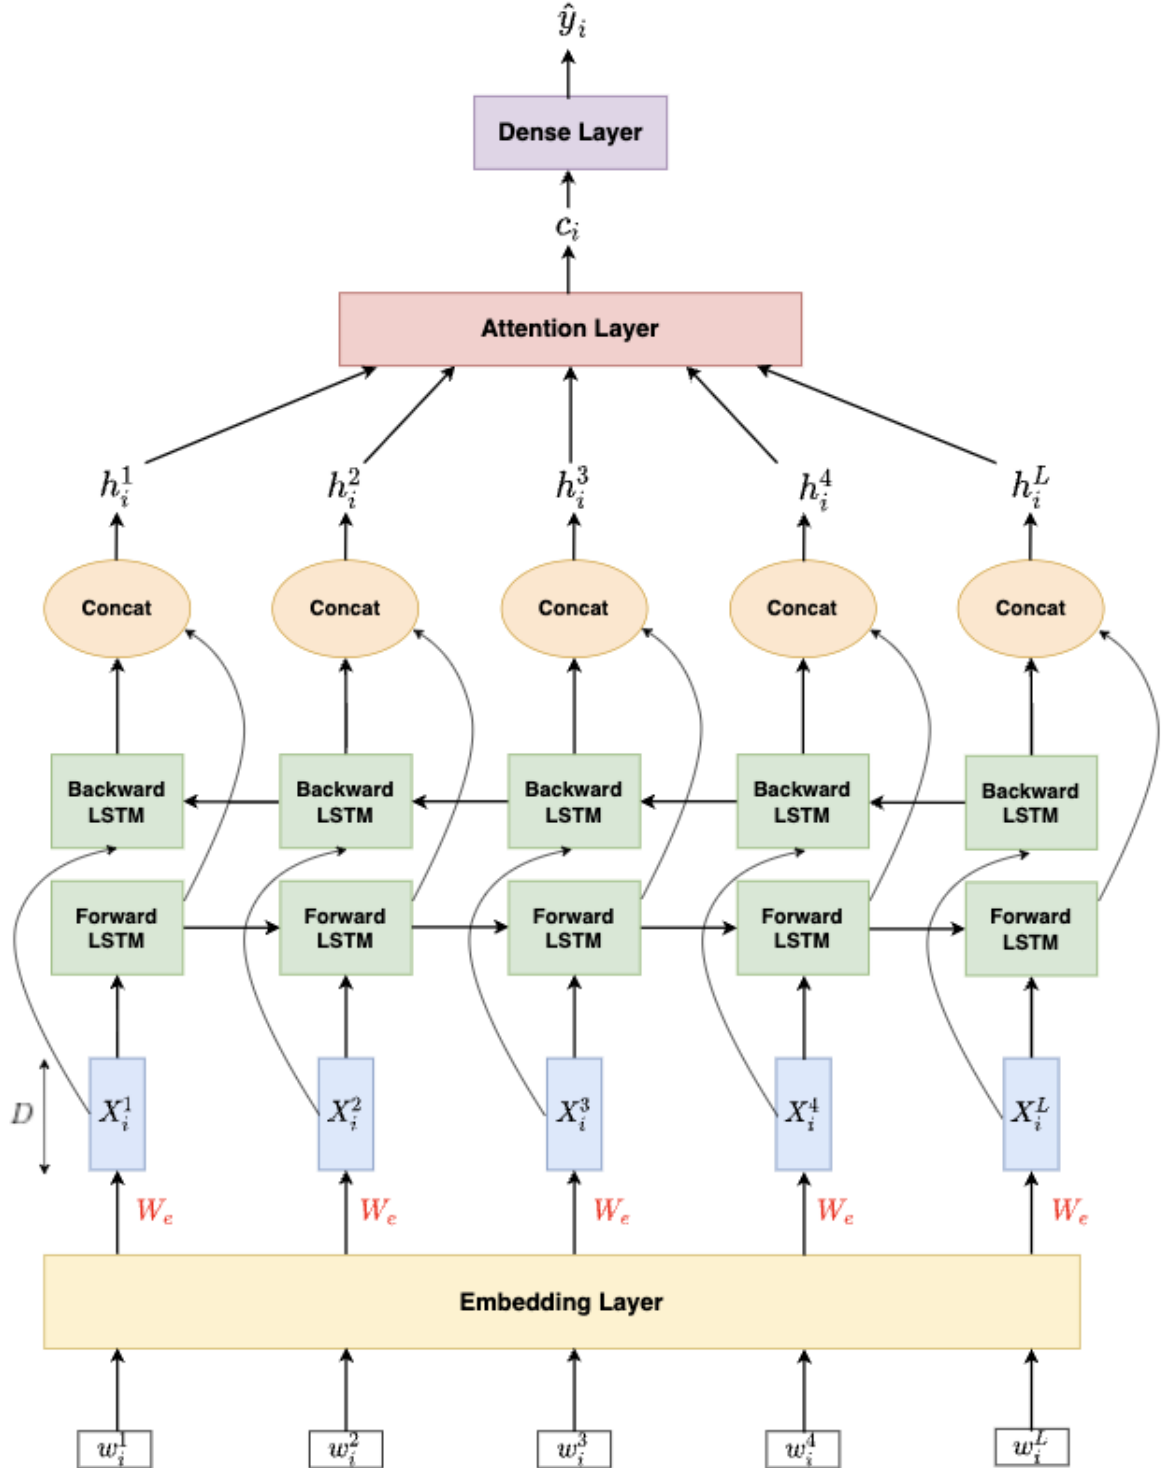 ŷ_i
Dense Layer
c_i
Attention Layer
h_i^1 h_i^2 h_i^3 h_i^4 h_i^L
Concat Concat Concat Concat Concat
Backward LSTM Backward LSTM Backward LSTM Backward LSTM Backward LSTM
Forward LSTM Forward LSTM Forward LSTM Forward LSTM Forward LSTM
D X_i^1 X_i^2 X_i^3 X_i^4 X_i^L
W_e W_e W_e W_e W_e
Embedding Layer
w_i^1 w_i^2 w_i^3 w_i^4 w_i^L